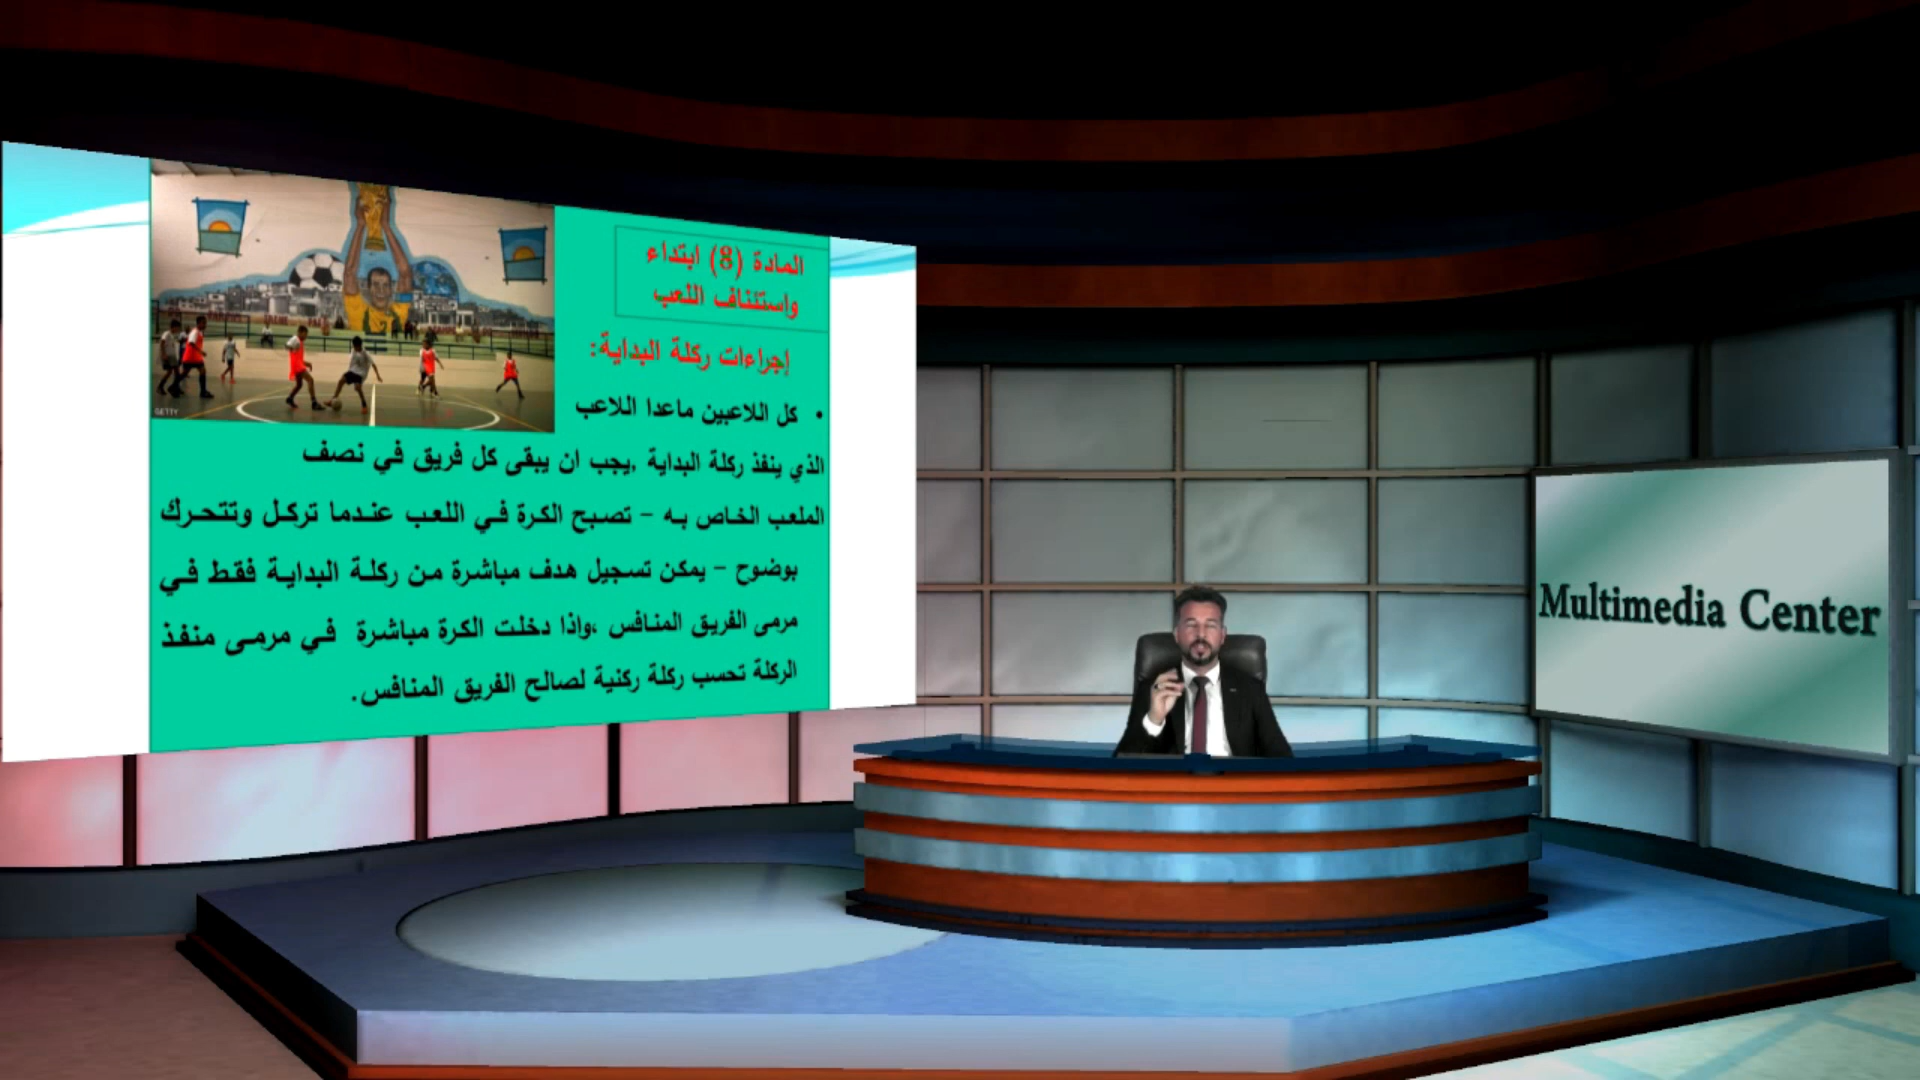 المادة (8) ابتداء
واستئناف اللعب
إجراءات ركلة البداية:
• كل اللاعبين ماعدا اللاعب
الذي ينفذ ركلة البداية ,يجب ان يبقى كل فريق في نصف
الملعب الخاص به – تصبح الكرة في اللعب عندما تركل وتتحرك
بوضوح – يمكن تسجيل هدف مباشرة من ركلة البداية فقط في
مرمى الفريق المنافس ،واذا دخلت الكرة مباشرة في مرمى منفذ
الركلة تحسب ركلة ركنية لصالح الفريق المنافس.
GETTY
Multimedia Center